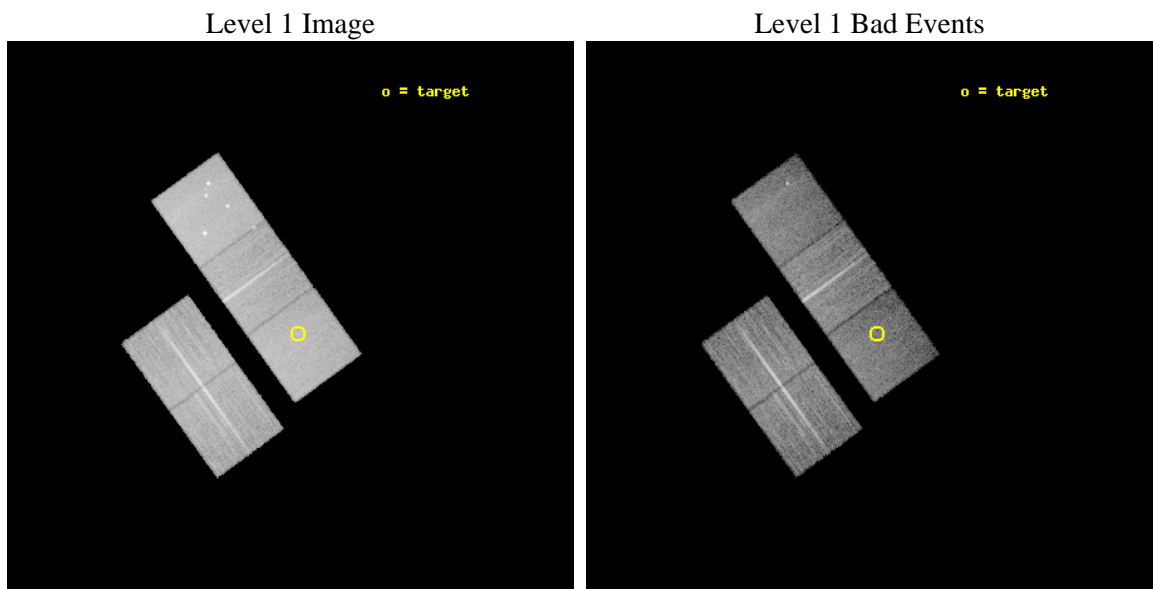 Level 1 Image
Level 1 Bad Events
o = target
o = target